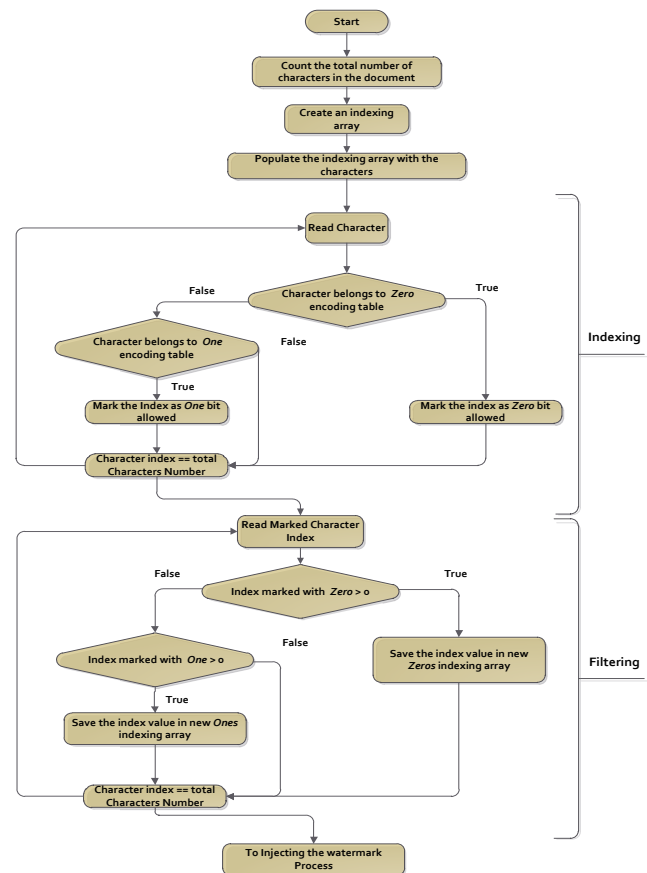 Start
Count the total number of
characters in the document
Create an indexing
array
Populate the indexing array with the
characters
Read Character
Character belongs to Zero
encoding table
False
True
Character belongs to One
encoding table
False
True
Mark the Index as One bit
allowed
Mark the index as Zero bit
allowed
Character index == total
Characters Number
Indexing
Read Marked Character
Index
Index marked with Zero > 0
False
True
Index marked with One > 0
False
True
Save the index value in new
Zeros indexing array
Save the index value in new Ones
indexing array
Character index == total
Characters Number
Filtering
To Injecting the watermark
Process